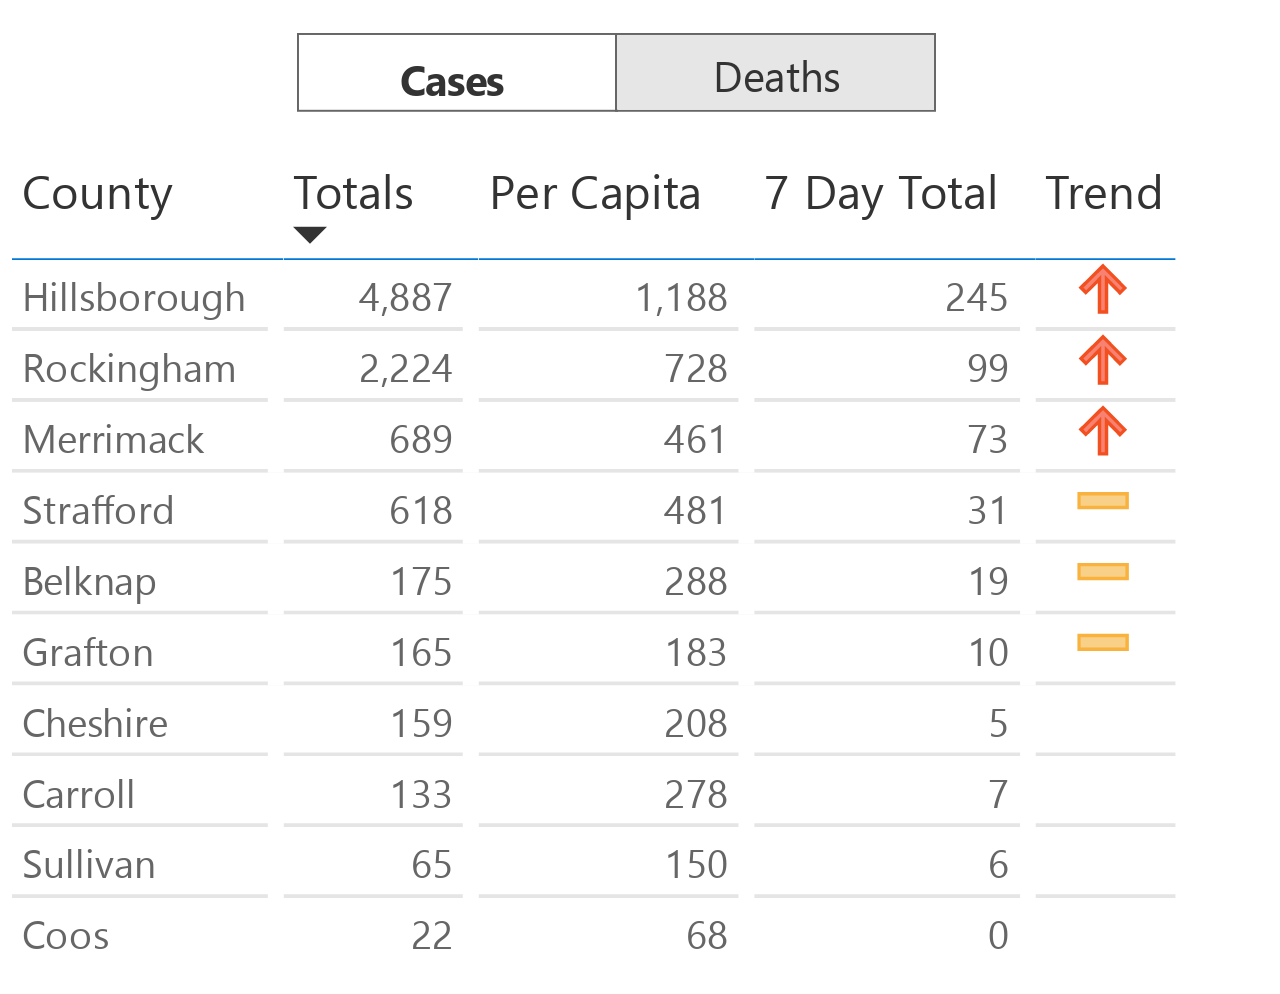 Cases Deaths
County Totals Per Capita 7 Day Total Trend
Hillsborough 4,887 1,188 245
Rockingham 2,224 728 99
Merrimack 689 461 73
Strafford 618 481 31
Belknap 175 288 19
Grafton 165 183 10
Cheshire 159 208 5
Carroll 133 278 7
Sullivan 65 150 6
Coos 22 68 0